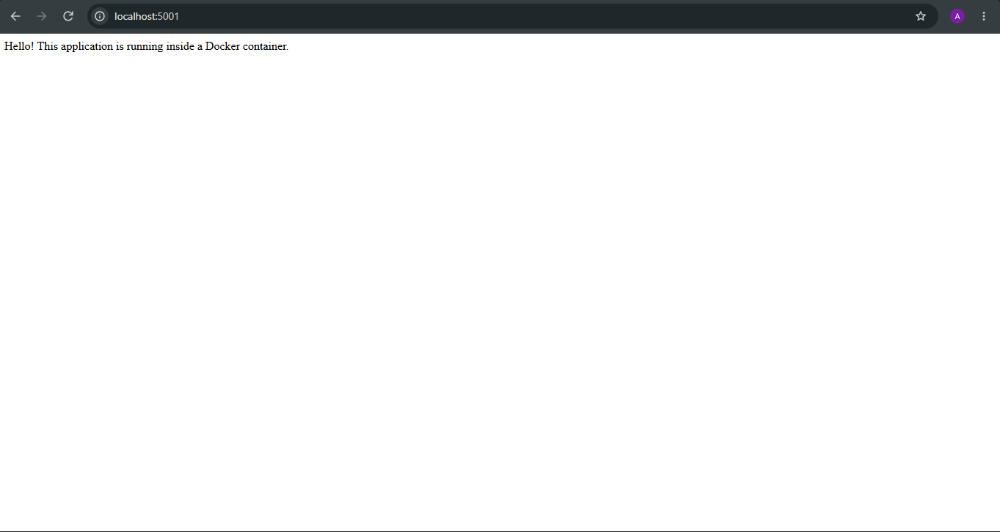 localhost:5001
A
Hello! This application is running inside a Docker container.